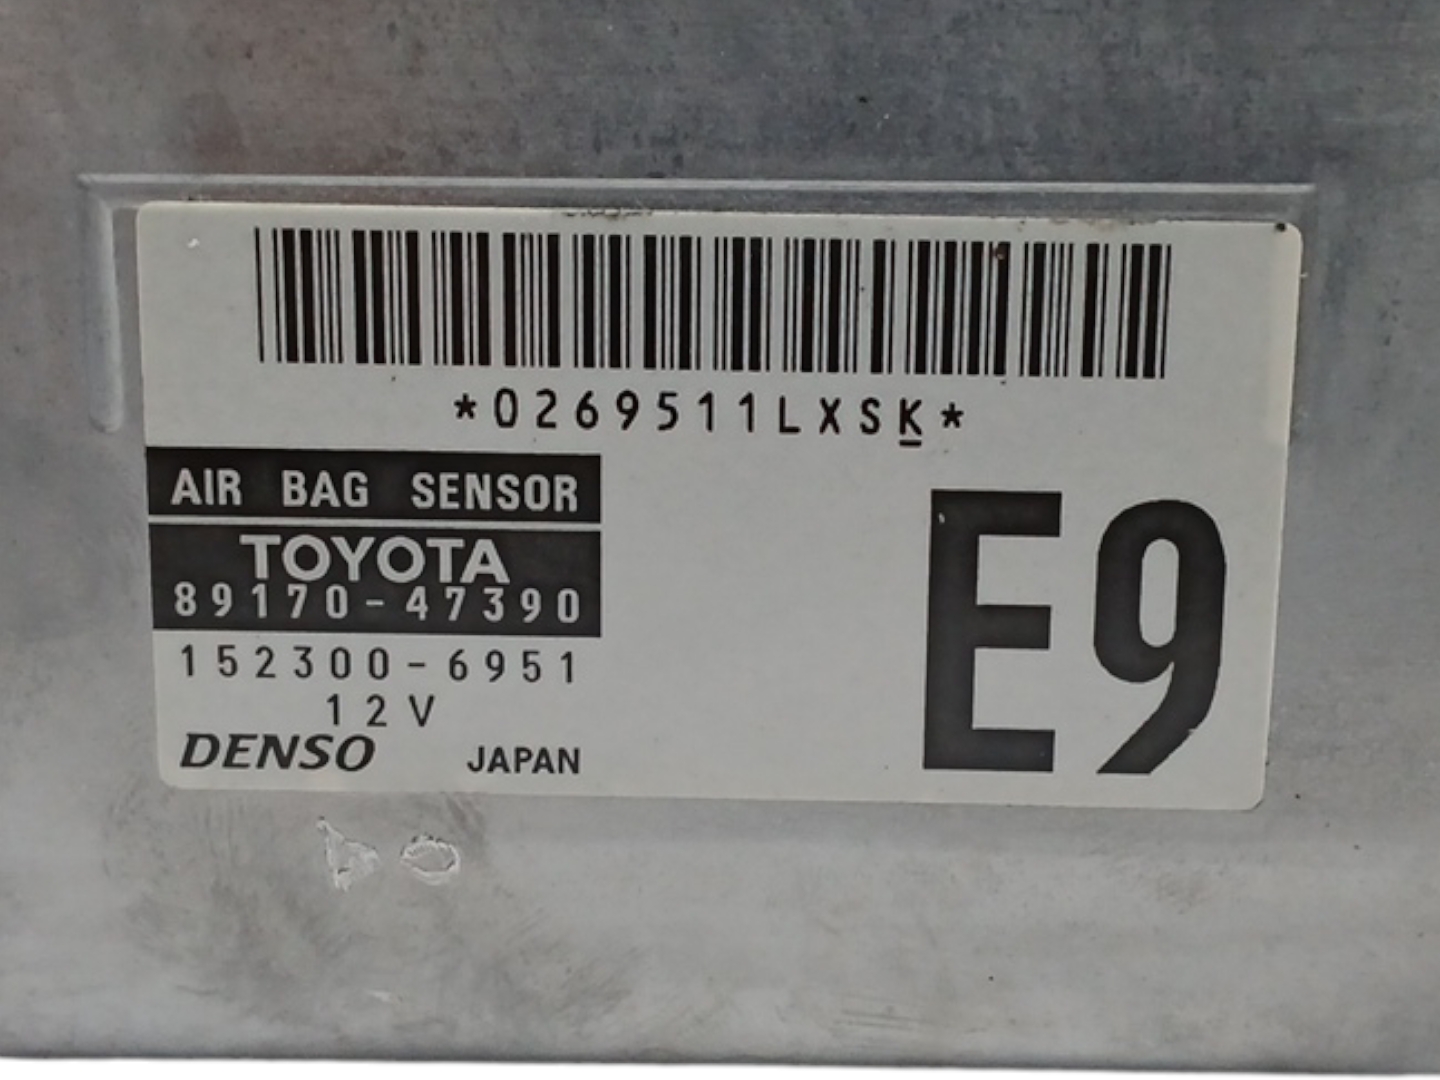 *0269511LXSK*
AIR BAG SENSOR
TOYOTA
89170-47390
152300-6951
12V
DENSO JAPAN
E9